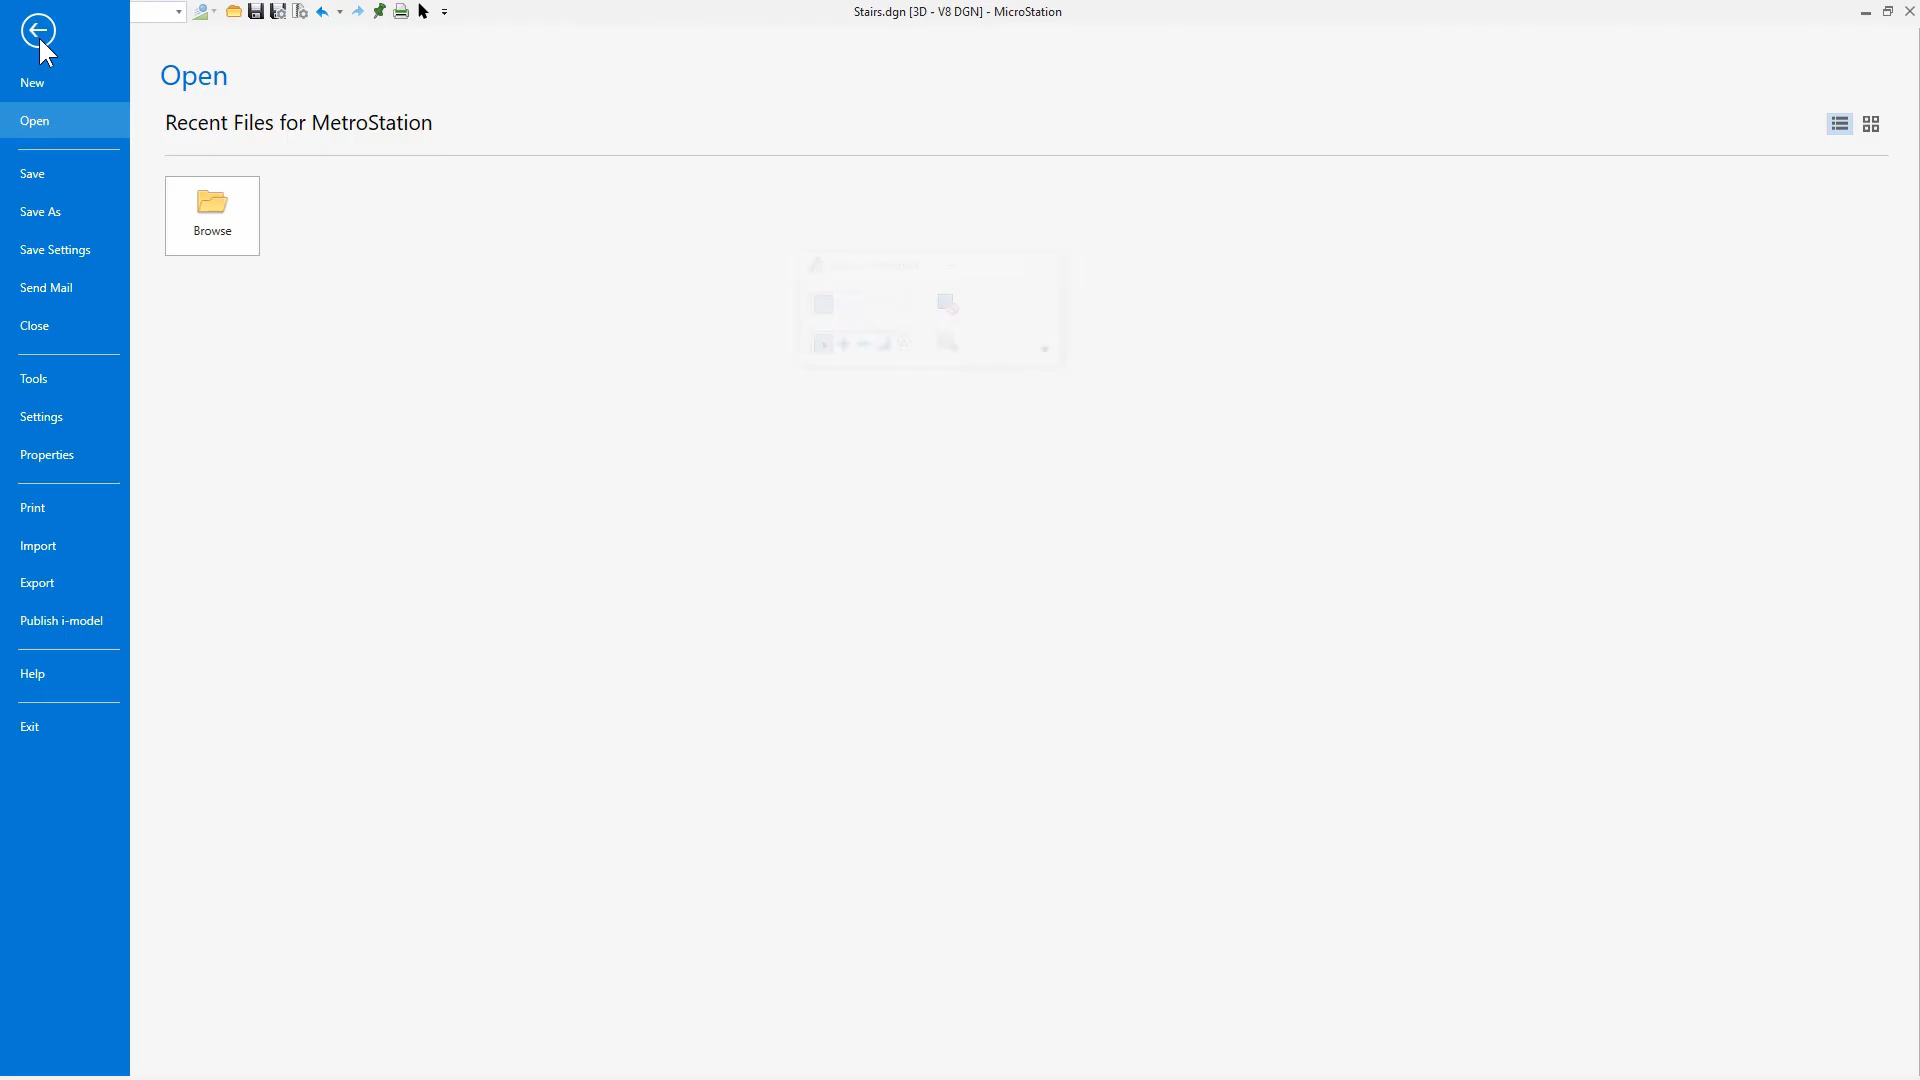 Stairs.dgn [3D - V8 DGN] - MicroStation
New
Open
Save
Save As
Save Settings
Send Mail
Close
Tools
Settings
Properties
Print
Import
Export
Publish i-model
Help
Exit
Open
Recent Files for MetroStation
Browse